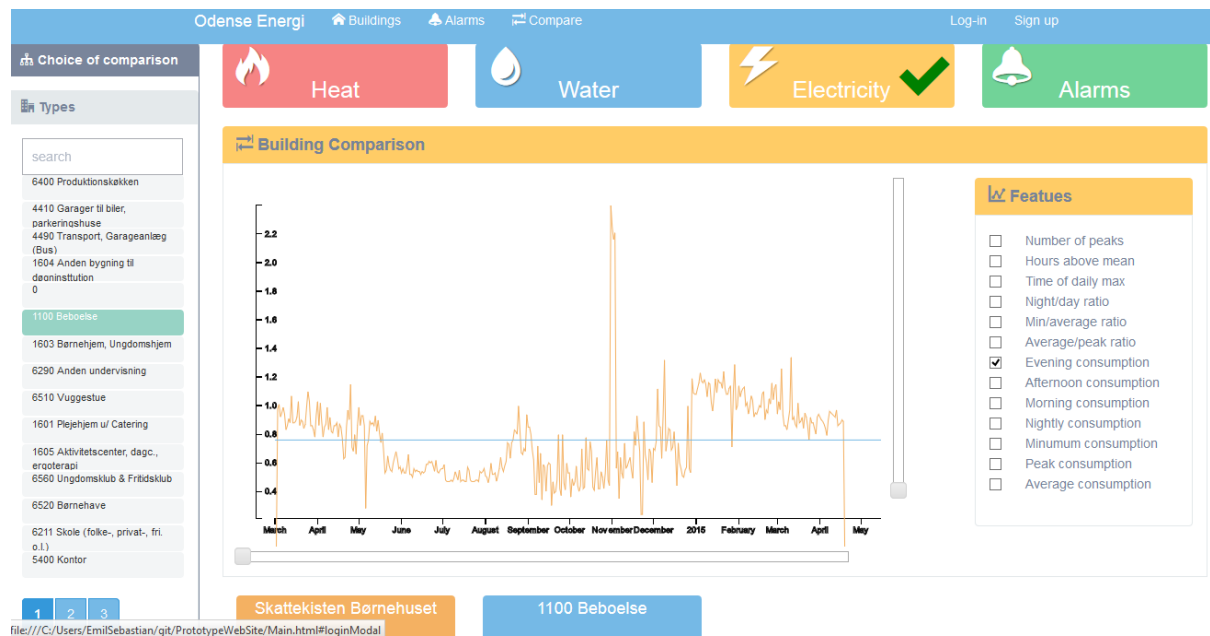 Odense Energi Buildings Alarms Compare Log-in Sign up
Choice of comparison
Types
search
6400 Produktionskøkken
4410 Garager til biler,
parkeringshuse
4490 Transport, Garageanlæg
(Bus)
1604 Anden bygning til
døgninsttution
0
1100 Beboelse
1603 Børnehjem, Ungdomshjem
6290 Anden undervisning
6510 Vuggestue
1601 Plejehjem u/ Catering
1605 Aktivitetscenter, dagc.,
ergoterapi
6560 Ungdomsklub & Fritidsklub
6520 Børnehave
6211 Skole (folke-, privat-, fri.
o.l.)
5400 Kontor
1 2 3
Heat
Water
Electricity
Alarms
Building Comparison
2.2
2.0
1.8
1.6
1.4
1.2
1.0
0.8
0.6
0.4
March April May June July August September October November December 2015 February March April May
Featues
Number of peaks
Hours above mean
Time of daily max
Night/day ratio
Min/average ratio
Average/peak ratio
Evening consumption
Afternoon consumption
Morning consumption
Nightly consumption
Minumum consumption
Peak consumption
Average consumption
Skattekisten Børnehuset
1100 Beboelse
file:///C:/Users/EmilSebastian/git/PrototypeWebSite/Main.html#loginModal